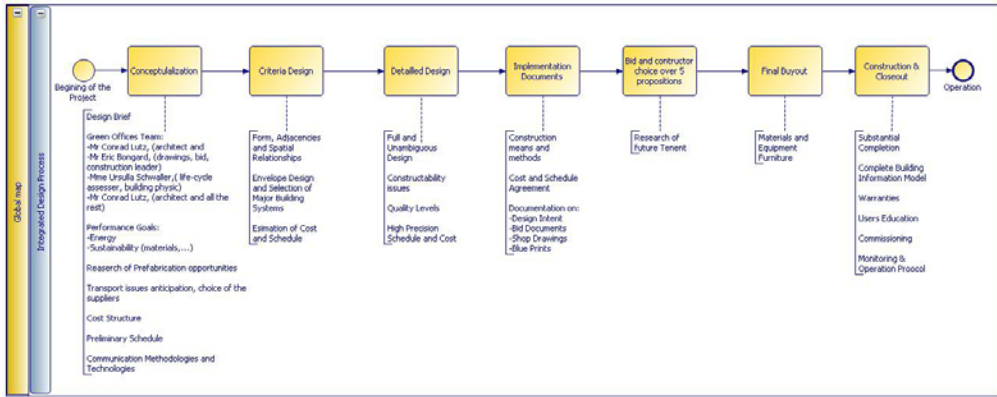 Global map
Integrated Design Process
Begining of the
Project
Conceptulalization
Criteria Design
Detailled Design
Implementation
Documents
Bid and contructor
choice over 5
propositions
Final Buyout
Construction &
Closeout
Operation
Design Brief
Green Offices Team:
-Mr Conrad Lutz, (architect and
-Mr Eric Bongard, (drawings, bid,
construction leader)
-Mme Ursulla Schwaller,( life-cycle
assesser, building physic)
-Mr Conrad Lutz, (architect and all the
rest)
Performance Goals:
-Energy
-Sustainability (materials,...)
Reaserch of Prefabrication opportunities
Transport issues anticipation, choice of the
suppliers
Cost Structure
Preliminary Schedule
Communication Methodologies and
Technologies
Form, Adjacencies
and Spatial
Relationships
Envelope Design
and Selection of
Major Building
Systems
Esimation of Cost
and Schedule
Full and
Unambiguous
Design
Constructability
issues
Quality Levels
High Precision
Schedule and Cost
Construction
means and
methods
Cost and Schedule
Agreement
Documentation on:
-Design Intent
-Bid Documents
-Shop Drawings
-Blue Prints
Research of
future Tenent
Materials and
Equipment
Furniture
Substantial
Completion
Complete Building
Information Model
Warranties
Users Education
Commissioning
Monitoring &
Operation Proocol